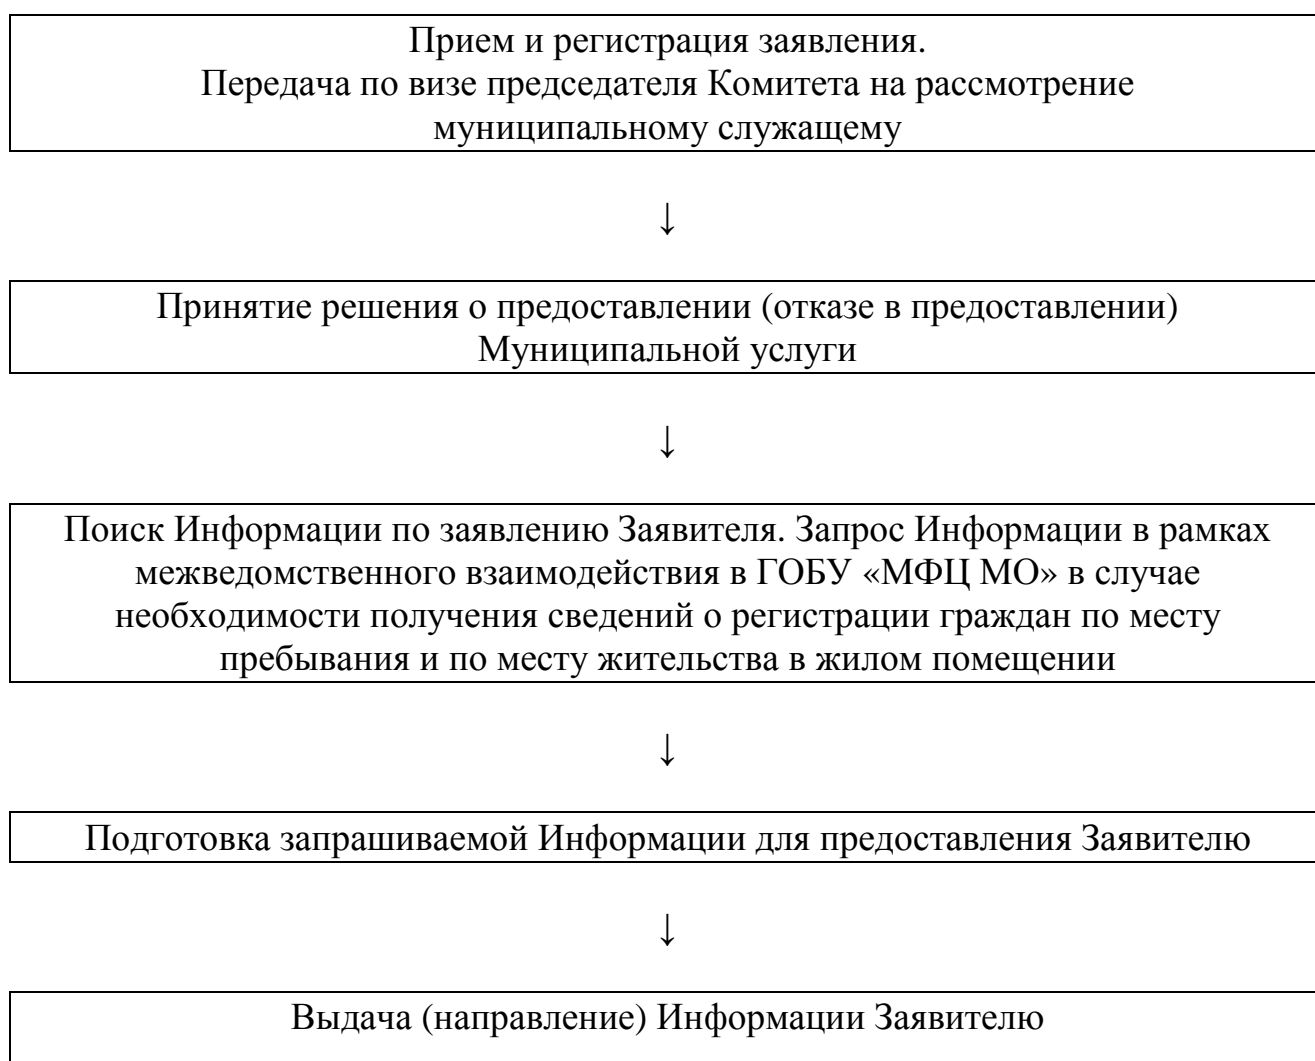 Прием и регистрация заявления.
Передача по визе председателя Комитета на рассмотрение
муниципальному служащему
↓
Принятие решения о предоставлении (отказе в предоставлении)
Муниципальной услуги
↓
Поиск Информации по заявлению Заявителя. Запрос Информации в рамках
межведомственного взаимодействия в ГОБУ «МФЦ МО» в случае
необходимости получения сведений о регистрации граждан по месту
пребывания и по месту жительства в жилом помещении
↓
Подготовка запрашиваемой Информации для предоставления Заявителю
↓
Выдача (направление) Информации Заявителю